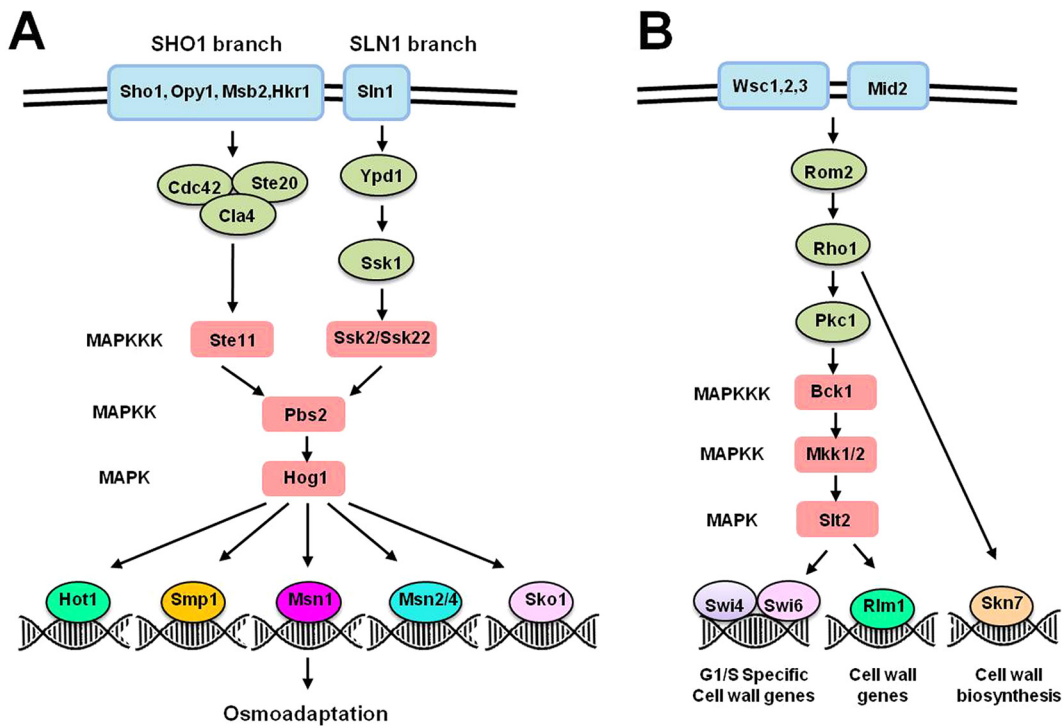 A
SHO1 branch
SLN1 branch
Sho1, Opy1, Msb2,Hkr1
Sln1
Cdc42
Ste20
Cla4
Ypd1
Ssk1
MAPKKK
Ste11
Ssk2/Ssk22
MAPKK
Pbs2
MAPK
Hog1
Hot1
Smp1
Msn1
Msn2/4
Sko1
Osmoadaptation
B
Wsc1,2,3
Mid2
Rom2
Rho1
Pkc1
MAPKKK
Bck1
MAPKK
Mkk1/2
MAPK
Slt2
Swi4
Swi6
Rlm1
Skn7
G1/S Specific
Cell wall genes
Cell wall
genes
Cell wall
biosynthesis